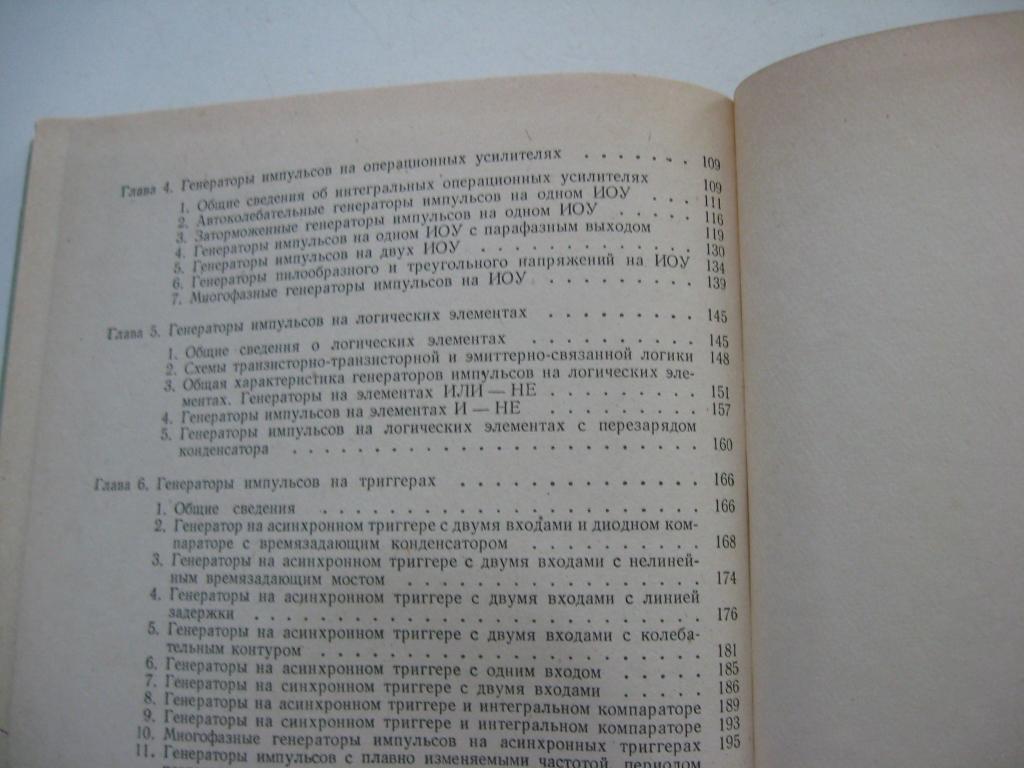 Глава 4. Генераторы импульсов на операционных усилителях . . . . . . . 109
1. Общие сведения об интегральных операционных усилителях 109
2. Автоколебательные генераторы импульсов на одном ИОУ . . . 111
3. Заторможенные генераторы импульсов на одном ИОУ . . . . . 116
4. Генераторы импульсов на одном ИОУ с парафазным выходом 119
5. Генераторы импульсов на двух ИОУ . . . . . . . . . . . 130
6. Генераторы пилообразного и треугольного напряжений на ИОУ 134
7. Многофазные генераторы импульсов на ИОУ . . . . . . . . 139
Глава 5. Генераторы импульсов на логических элементах . . . . . . . . 145
1. Общие сведения о логических элементах . . . . . . . . 145
2. Схемы транзисторно-транзисторной и эмиттерно-связанной логики 148
3. Общая характеристика генераторов импульсов на логических эле-
ментах. Генераторы на элементах ИЛИ — НЕ . . . . . . . . 151
4. Генераторы импульсов на элементах И — НЕ . . . . . . . . 157
5. Генераторы импульсов на логических элементах с перезарядом
конденсатора . . . . . . . . . . . . . . . . . . . 160
Глава 6. Генераторы импульсов на триггерах . . . . . . . . . . . . 166
1. Общие сведения . . . . . . . . . . . . . . . . . . 166
2. Генератор на асинхронном триггере с двумя входами и диодном ком-
параторе с времязадающим конденсатором . . . . . . . . 168
3. Генераторы на асинхронном триггере с двумя входами с нелиней-
ным времязадающим мостом . . . . . . . . . . . . . . 174
4. Генераторы на асинхронном триггере с двумя входами с линией
задержки . . . . . . . . . . . . . . . . . . . . . 176
5. Генераторы на асинхронном триггере с двумя входами с колеба-
тельным контуром . . . . . . . . . . . . . . . . . . 181
6. Генераторы на асинхронном триггере с одним входом . . . . . 185
7. Генераторы на синхронном триггере с двумя входами . . . . . 186
8. Генераторы на асинхронном триггере и интегральном компараторе 189
9. Генераторы на синхронном триггере и интегральном компараторе 193
10. Многофазные генераторы импульсов на асинхронных триггерах 195
11. Генераторы импульсов с плавно изменяемыми частотой, периодом